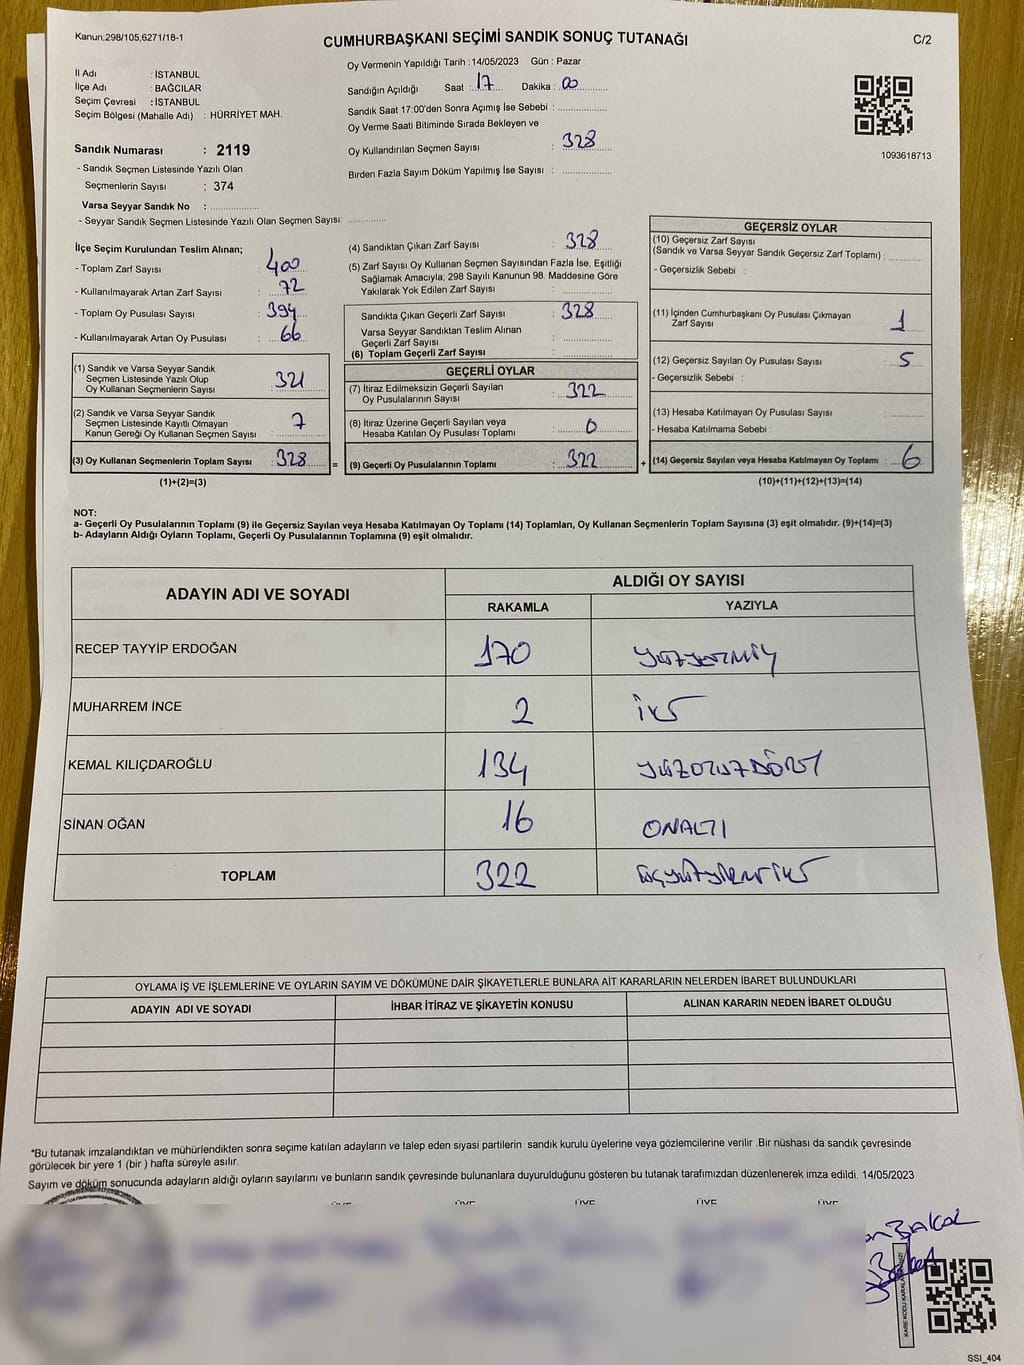 Kanun,298/105,6271/18-1
CUMHURBAŞKANI SEÇİMİ SANDIK SONUÇ TUTANAĞI
C/2
İl Adı : İSTANBUL
İlçe Adı : BAĞCILAR
Seçim Çevresi : İSTANBUL
Seçim Bölgesi (Mahalle Adı) : HÜRRİYET MAH.
Sandık Numarası : 2119
- Sandık Seçmen Listesinde Yazılı Olan
Seçmenlerin Sayısı : 374
Varsa Seyyar Sandık No : ..............
- Seyyar Sandık Seçmen Listesinde Yazılı Olan Seçmen Sayısı: ............
Oy Vermenin Yapıldığı Tarih : 14/05/2023 Gün : Pazar
Sandığın Açıldığı Saat : 17 Dakika : 00
Sandık Saat 17:00'den Sonra Açımış İse Sebebi : ..............
Oy Verme Saati Bitiminde Sırada Bekleyen ve
Oy Kullandırılan Seçmen Sayısı : 328
Birden Fazla Sayım Döküm Yapılmış İse Sayısı : ..............
1093618713
İlçe Seçim Kurulundan Teslim Alınan;
- Toplam Zarf Sayısı : 400
- Kullanılmayarak Artan Zarf Sayısı : 72
- Toplam Oy Pusulası Sayısı : 394
- Kullanılmayarak Artan Oy Pusulası : 66
(1) Sandık ve Varsa Seyyar Sandık
Seçmen Listesinde Yazılı Olup
Oy Kullanan Seçmenlerin Sayısı 321
(2) Sandık ve Varsa Seyyar Sandık
Seçmen Listesinde Kayıtlı Olmayan
Kanun Gereği Oy Kullanan Seçmen Sayısı : 7
(3) Oy Kullanan Seçmenlerin Toplam Sayısı : 328 =
(1)+(2)=(3)
(4) Sandıktan Çıkan Zarf Sayısı : 328
(5) Zarf Sayısı Oy Kullanan Seçmen Sayısından Fazla İse, Eşitliği
Sağlamak Amacıyla; 298 Sayılı Kanunun 98. Maddesine Göre
Yakılarak Yok Edilen Zarf Sayısı : ..............
Sandıkta Çıkan Geçerli Zarf Sayısı : 328
Varsa Seyyar Sandıktan Teslim Alınan
Geçerli Zarf Sayısı : ..............
(6) Toplam Geçerli Zarf Sayısı : ..............
GEÇERLİ OYLAR
(7) İtiraz Edilmeksizin Geçerli Sayılan
Oy Pusulalarının Sayısı : 322
(8) İtiraz Üzerine Geçerli Sayılan veya
Hesaba Katılan Oy Pusulası Toplamı : 0
(9) Geçerli Oy Pusulalarının Toplamı : 322 +
GEÇERSİZ OYLAR
(10) Geçersiz Zarf Sayısı
(Sandık ve Varsa Seyyar Sandık Geçersiz Zarf Toplamı) : ............
- Geçersizlik Sebebi :
(11) İçinden Cumhurbaşkanı Oy Pusulası Çıkmayan
Zarf Sayısı : 1
(12) Geçersiz Sayılan Oy Pusulası Sayısı : 5
- Geçersizlik Sebebi :
(13) Hesaba Katılmayan Oy Pusulası Sayısı : ............
- Hesaba Katılmama Sebebi :
(14) Geçersiz Sayılan veya Hesaba Katılmayan Oy Toplamı : 6
(10)+(11)+(12)+(13)=(14)
NOT:
a- Geçerli Oy Pusulalarının Toplamı (9) ile Geçersiz Sayılan veya Hesaba Katılmayan Oy Toplamı (14) Toplamları, Oy Kullanan Seçmenlerin Toplam Sayısına (3) eşit olmalıdır. (9)+(14)=(3)
b- Adayların Aldığı Oyların Toplamı, Geçerli Oy Pusulalarının Toplamına (9) eşit olmalıdır.
ADAYIN ADI VE SOYADI
ALDIĞI OY SAYISI
RAKAMLA YAZIYLA
RECEP TAYYİP ERDOĞAN 170
MUHARREM İNCE 2 İKİ
KEMAL KILIÇDAROĞLU 134 YÜZOTUZDÖRT
SİNAN OĞAN 16 ONALTI
TOPLAM 322 üçyüzyirmiiki
OYLAMA İŞ VE İŞLEMLERİNE VE OYLARIN SAYIM VE DÖKÜMÜNE DAİR ŞİKAYETLERLE BUNLARA AİT KARARLARIN NELERDEN İBARET BULUNDUKLARI
ADAYIN ADI VE SOYADI İHBAR İTİRAZ VE ŞİKAYETİN KONUSU ALINAN KARARIN NEDEN İBARET OLDUĞU
*Bu tutanak imzalandıktan ve mühürlendikten sonra seçime katılan adayların ve talep eden siyasi partilerin sandık kurulu üyelerine veya gözlemcilerine verilir .Bir nüshası da sandık çevresinde
görülecek bir yere 1 (bir ) hafta süreyle asılır.
Sayım ve döküm sonucunda adayların aldığı oyların sayılarını ve bunların sandık çevresinde bulunanlara duyurulduğunu gösteren bu tutanak tarafımızdan düzenlenerek imza edildi. 14/05/2023
ÜYE ÜYE ÜYE ÜYE ÜYE
SSI_404